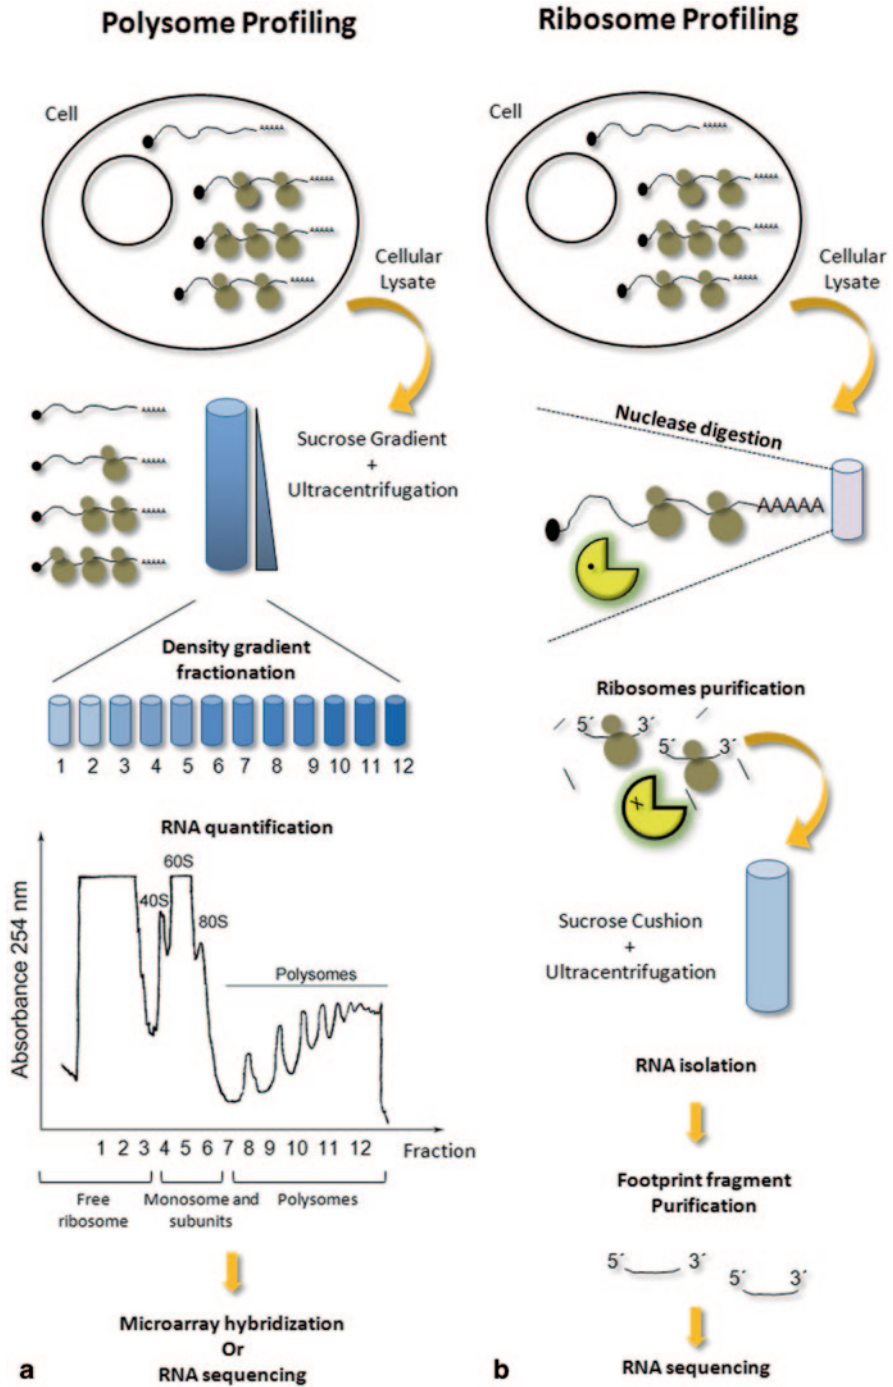 Polysome Profiling
Cell
AAAAA
AAAAA
AAAAA
AAAAA
Cellular
Lysate
AAAAA
AAAAA
AAAAA
AAAAA
Sucrose Gradient
+
Ultracentrifugation
Density gradient
fractionation
1 2 3 4 5 6 7 8 9 10 11 12
RNA quantification
Absorbance 254 nm
40S
60S
80S
Polysomes
1 2 3 4 5 6 7 8 9 10 11 12
Fraction
Free
ribosome
Monosome and
subunits
Polysomes
Microarray hybridization
Or
RNA sequencing
a
Ribosome Profiling
Cell
AAAAA
AAAAA
AAAAA
AAAAA
Cellular
Lysate
Nuclease digestion
AAAAA
Ribosomes purification
5´ 3´
5´ 3´
X
Sucrose Cushion
+
Ultracentrifugation
RNA isolation
Footprint fragment
Purification
5´ 3´
5´ 3´
RNA sequencing
b